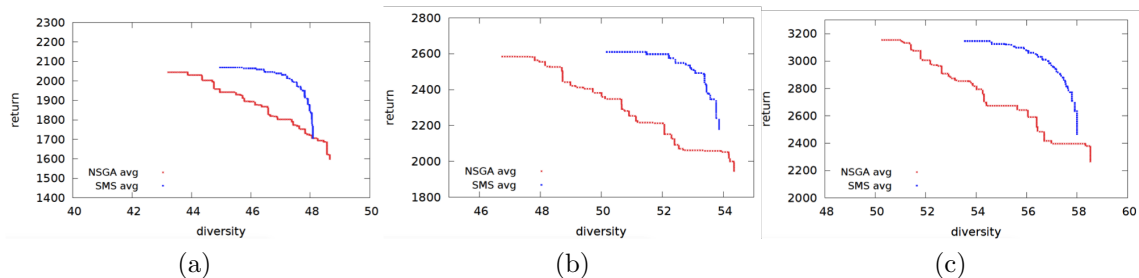 2300
2200
2100
2000
1900
1800
1700
1600
1500
1400
return
NSGA avg
SMS avg
40 42 44 46 48 50
diversity
(a)
2800
2600
2400
2200
2000
1800
return
NSGA avg
SMS avg
46 48 50 52 54
diversity
(b)
3200
3000
2800
2600
2400
2200
2000
return
NSGA avg
SMS avg
48 50 52 54 56 58 60
diversity
(c)